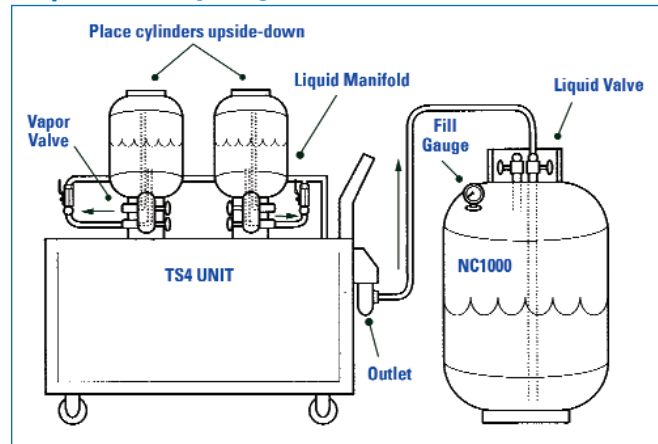 Place cylinders upside-down
Liquid Manifold
Liquid Valve
Vapor
Valve
Fill
Gauge
TS4 UNIT
NC1000
Outlet